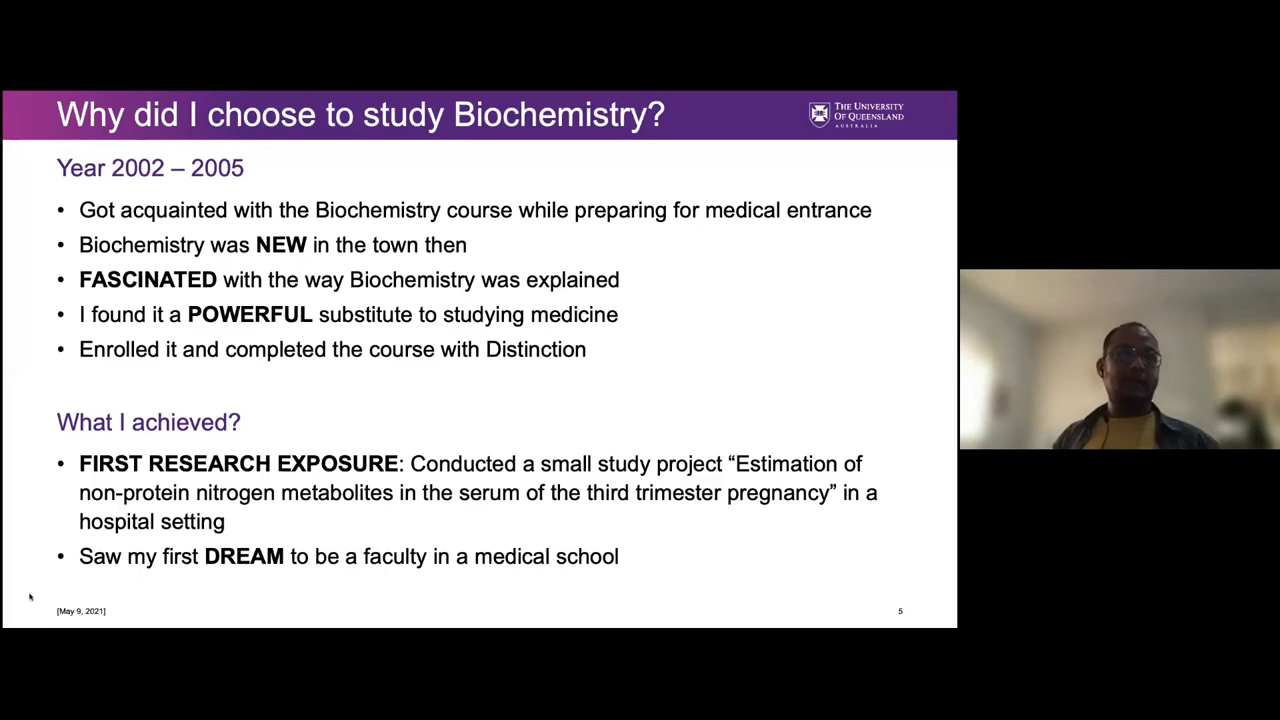 Why did I choose to study Biochemistry?
THE UNIVERSITY
OF QUEENSLAND
AUSTRALIA
Year 2002 – 2005
• Got acquainted with the Biochemistry course while preparing for medical entrance
• Biochemistry was NEW in the town then
• FASCINATED with the way Biochemistry was explained
• I found it a POWERFUL substitute to studying medicine
• Enrolled it and completed the course with Distinction
What I achieved?
• FIRST RESEARCH EXPOSURE: Conducted a small study project “Estimation of
non-protein nitrogen metabolites in the serum of the third trimester pregnancy” in a
hospital setting
• Saw my first DREAM to be a faculty in a medical school
[May 9, 2021]
5